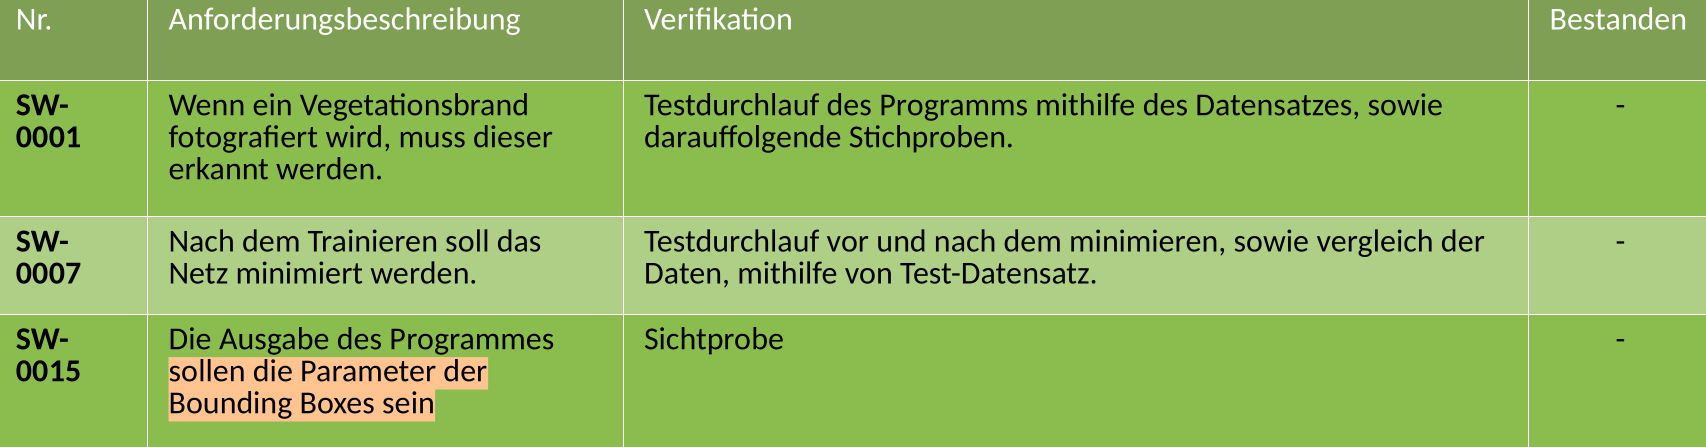 Nr. Anforderungsbeschreibung Verifikation Bestanden
SW-
0001
Wenn ein Vegetationsbrand
fotografiert wird, muss dieser
erkannt werden.
Testdurchlauf des Programms mithilfe des Datensatzes, sowie
darauffolgende Stichproben.
-
SW-
0007
Nach dem Trainieren soll das
Netz minimiert werden.
Testdurchlauf vor und nach dem minimieren, sowie vergleich der
Daten, mithilfe von Test-Datensatz.
-
SW-
0015
Die Ausgabe des Programmes
sollen die Parameter der
Bounding Boxes sein
Sichtprobe
-